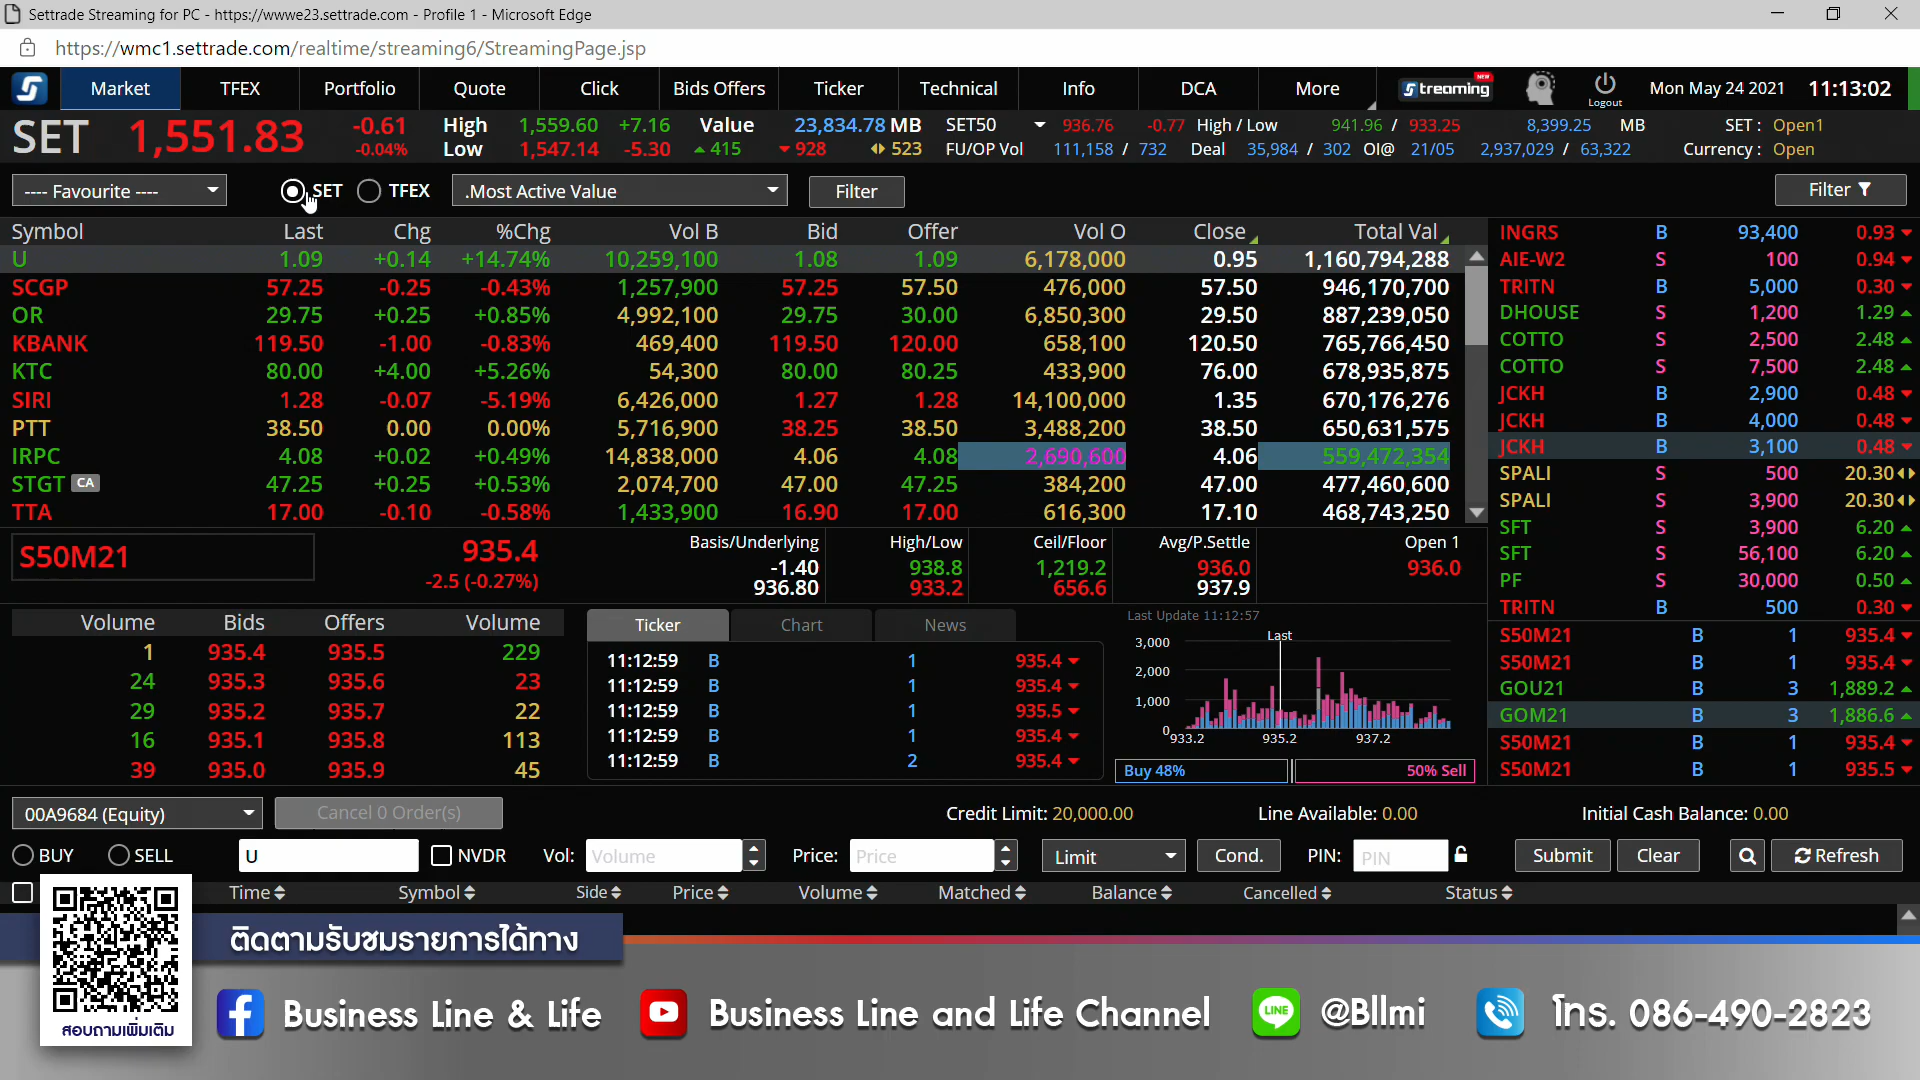 Settrade Streaming for PC - https://wwwe23.settrade.com - Profile 1 - Microsoft Edge
https://wmc1.settrade.com/realtime/streaming6/StreamingPage.jsp
Market TFEX Portfolio Quote Click Bids Offers Ticker Technical Info DCA More Streaming NEW Logout Mon May 24 2021 11:13:02
SET 1,551.83 -0.61 High 1,559.60 +7.16 Value 23,834.78 MB SET50 936.76 -0.77 High / Low 941.96 / 933.25 8,399.25 MB SET : Open1
-0.04% Low 1,547.14 -5.30 415 928 523 FU/OP Vol 111,158 / 732 Deal 35,984 / 302 OI@ 21/05 2,937,029 / 63,322 Currency : Open
---- Favourite ---- SET TFEX .Most Active Value Filter Filter
Symbol Last Chg %Chg Vol B Bid Offer Vol O Close Total Val
U 1.09 +0.14 +14.74% 10,259,100 1.08 1.09 6,178,000 0.95 1,160,794,288
SCGP 57.25 -0.25 -0.43% 1,257,900 57.25 57.50 476,000 57.50 946,170,700
OR 29.75 +0.25 +0.85% 4,992,100 29.75 30.00 6,850,300 29.50 887,239,050
KBANK 119.50 -1.00 -0.83% 469,400 119.50 120.00 658,100 120.50 765,766,450
KTC 80.00 +4.00 +5.26% 54,300 80.00 80.25 433,900 76.00 678,935,875
SIRI 1.28 -0.07 -5.19% 6,426,000 1.27 1.28 14,100,000 1.35 670,176,276
PTT 38.50 0.00 0.00% 5,716,900 38.25 38.50 3,488,200 38.50 650,631,575
IRPC 4.08 +0.02 +0.49% 14,838,000 4.06 4.08 2,690,600 4.06 559,472,354
STGT CA 47.25 +0.25 +0.53% 2,074,700 47.00 47.25 384,200 47.00 477,460,600
TTA 17.00 -0.10 -0.58% 1,433,900 16.90 17.00 616,300 17.10 468,743,250
INGRS B 93,400 0.93
AIE-W2 S 100 0.94
TRITN B 5,000 0.30
DHOUSE S 1,200 1.29
COTTO S 2,500 2.48
COTTO S 7,500 2.48
JCKH B 2,900 0.48
JCKH B 4,000 0.48
JCKH B 3,100 0.48
SPALI S 500 20.30
SPALI S 3,900 20.30
SFT S 3,900 6.20
SFT S 56,100 6.20
PF S 30,000 0.50
TRITN B 500 0.30
S50M21 B 1 935.4
S50M21 B 1 935.4
GOU21 B 3 1,889.2
GOM21 B 3 1,886.6
S50M21 B 1 935.4
S50M21 B 1 935.5
S50M21 935.4 Basis/Underlying High/Low Ceil/Floor Avg/P.Settle Open 1
-1.40 938.8 1,219.2 936.0 936.0
-2.5 (-0.27%) 936.80 933.2 656.6 937.9
Volume Bids Offers Volume
1 935.4 935.5 229
24 935.3 935.6 23
29 935.2 935.7 22
16 935.1 935.8 113
39 935.0 935.9 45
Ticker Chart News
11:12:59 B 1 935.4
11:12:59 B 1 935.4
11:12:59 B 1 935.5
11:12:59 B 1 935.4
11:12:59 B 2 935.4
Last Update 11:12:57
Last
3,000
2,000
1,000
0
933.2 935.2 937.2
Buy 48% 50% Sell
00A9684 (Equity) Cancel 0 Order(s) Credit Limit: 20,000.00 Line Available: 0.00 Initial Cash Balance: 0.00
BUY SELL U NVDR Vol: Volume Price: Price Limit Cond. PIN: PIN Submit Clear Refresh
Time Symbol Side Price Volume Matched Balance Cancelled Status
ติดตามรับชมรายการได้ทาง
สอบถามเพิ่มเติม
Business Line & Life Business Line and Life Channel LINE @Bllmi โทร. 086-490-2823